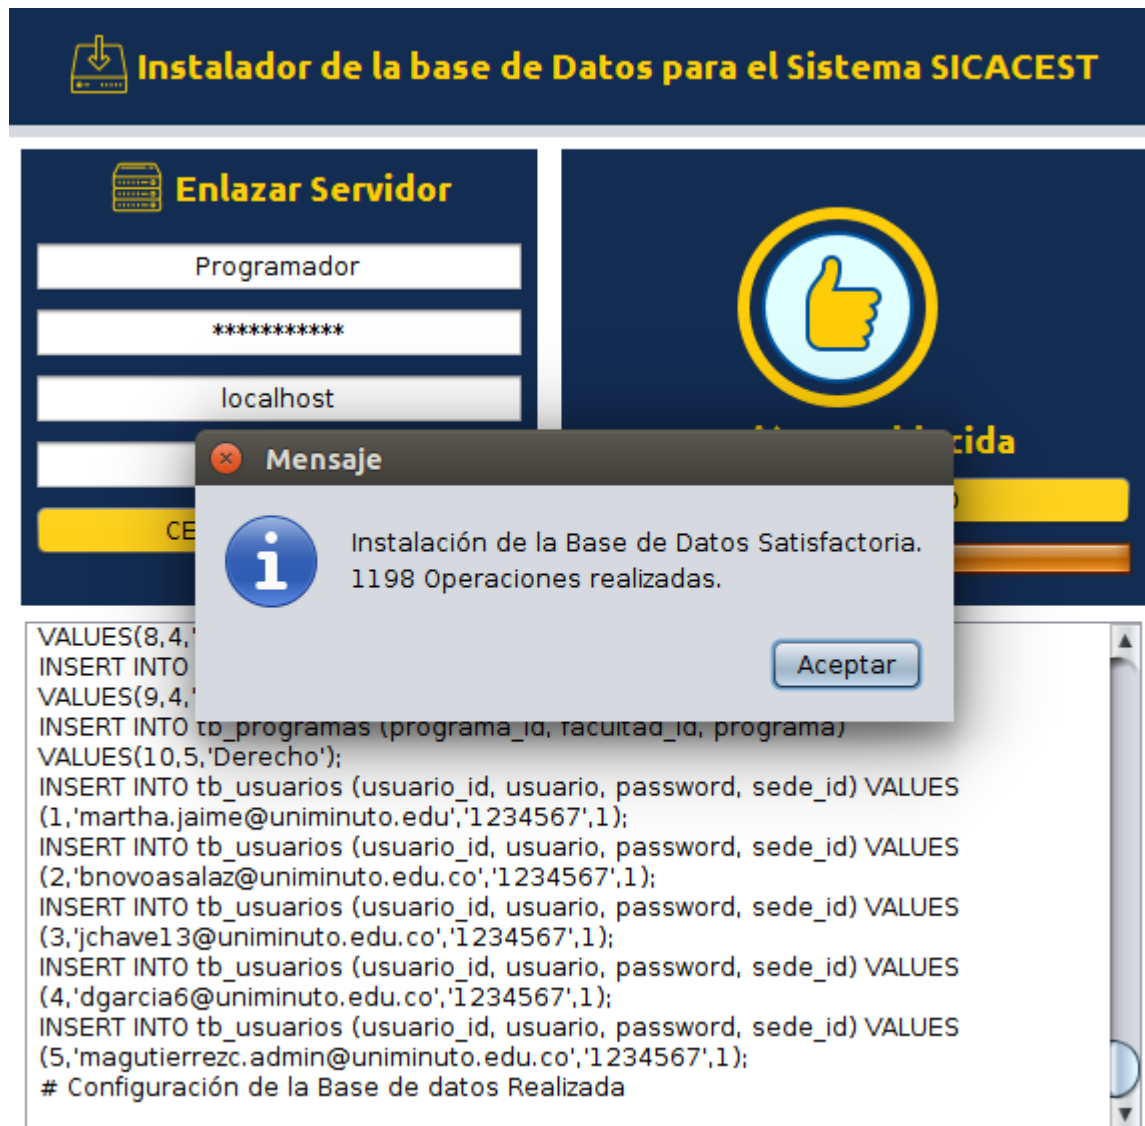 Instalador de la base de Datos para el Sistema SICACEST
Enlazar Servidor
Programador
***********
localhost
CE
cida
Mensaje
Instalación de la Base de Datos Satisfactoria.
1198 Operaciones realizadas.
Aceptar
VALUES(8,4,'
INSERT INTO
VALUES(9,4,'
INSERT INTO tb_programas (programa_id, facultad_id, programa)
VALUES(10,5,'Derecho');
INSERT INTO tb_usuarios (usuario_id, usuario, password, sede_id) VALUES
(1,'martha.jaime@uniminuto.edu','1234567',1);
INSERT INTO tb_usuarios (usuario_id, usuario, password, sede_id) VALUES
(2,'bnovoasalaz@uniminuto.edu.co','1234567',1);
INSERT INTO tb_usuarios (usuario_id, usuario, password, sede_id) VALUES
(3,'jchave13@uniminuto.edu.co','1234567',1);
INSERT INTO tb_usuarios (usuario_id, usuario, password, sede_id) VALUES
(4,'dgarcia6@uniminuto.edu.co','1234567',1);
INSERT INTO tb_usuarios (usuario_id, usuario, password, sede_id) VALUES
(5,'magutierrezc.admin@uniminuto.edu.co','1234567',1);
# Configuración de la Base de datos Realizada